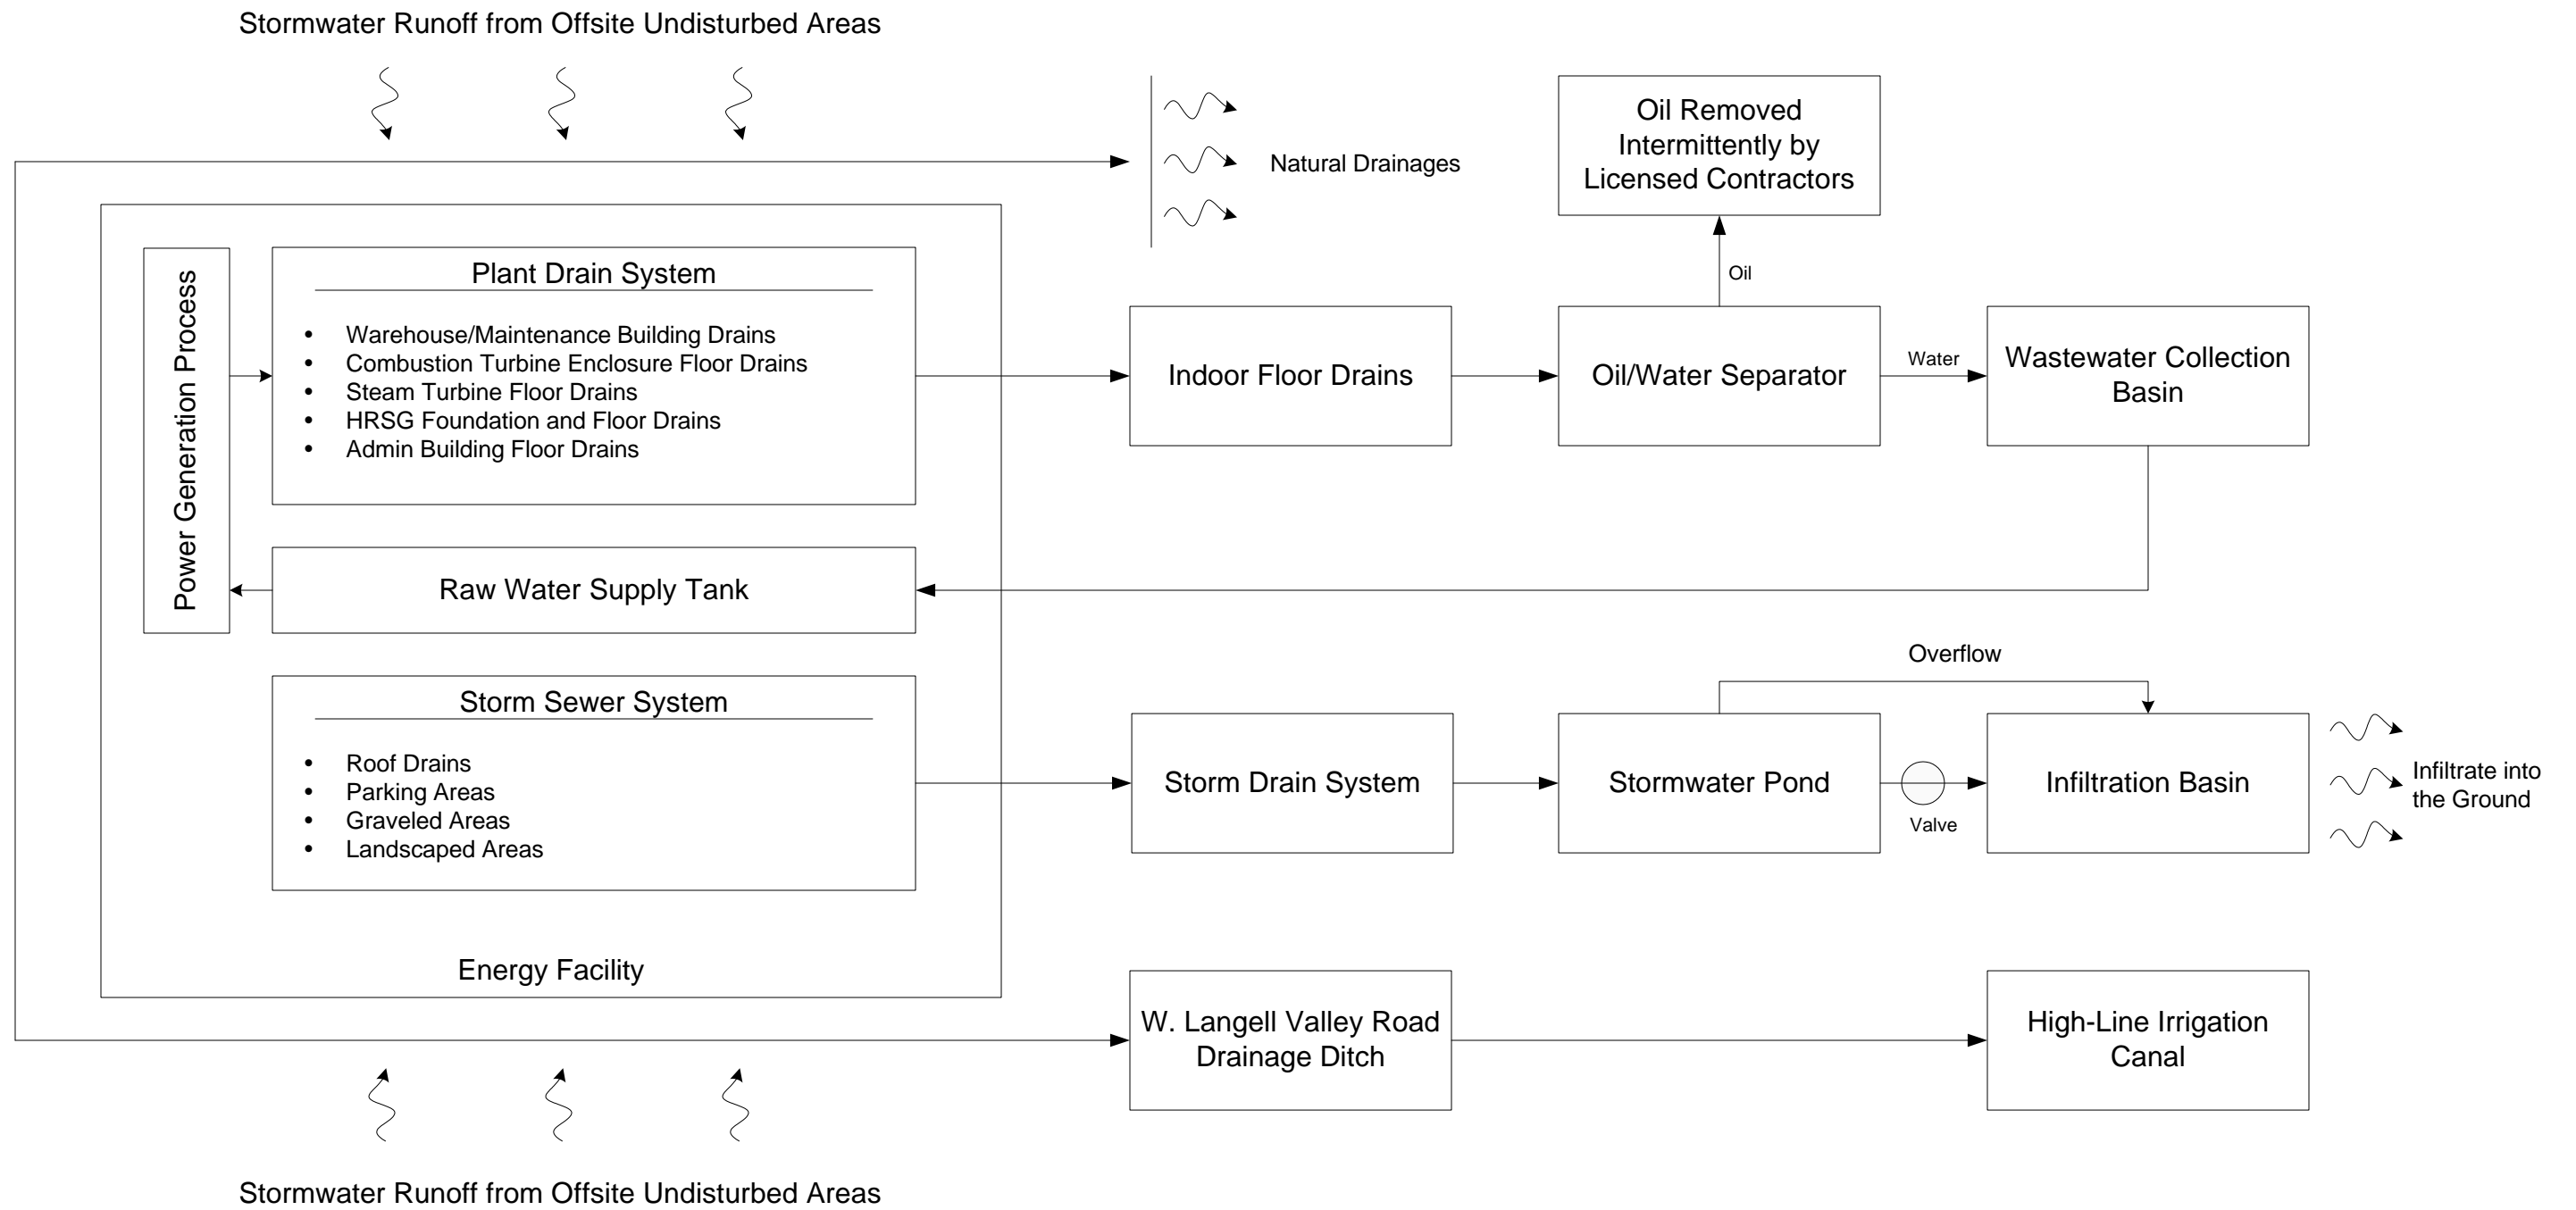 Stormwater Runoff from Offsite Undisturbed Areas
Natural Drainages
Oil Removed
Intermittently by
Licensed Contractors
Oil
Power Generation Process
Plant Drain System
• Warehouse/Maintenance Building Drains
• Combustion Turbine Enclosure Floor Drains
• Steam Turbine Floor Drains
• HRSG Foundation and Floor Drains
• Admin Building Floor Drains
Indoor Floor Drains
Oil/Water Separator
Water
Wastewater Collection
Basin
Raw Water Supply Tank
Storm Sewer System
• Roof Drains
• Parking Areas
• Graveled Areas
• Landscaped Areas
Storm Drain System
Stormwater Pond
Overflow
Valve
Infiltration Basin
Infiltrate into
the Ground
Energy Facility
W. Langell Valley Road
Drainage Ditch
High-Line Irrigation
Canal
Stormwater Runoff from Offsite Undisturbed Areas